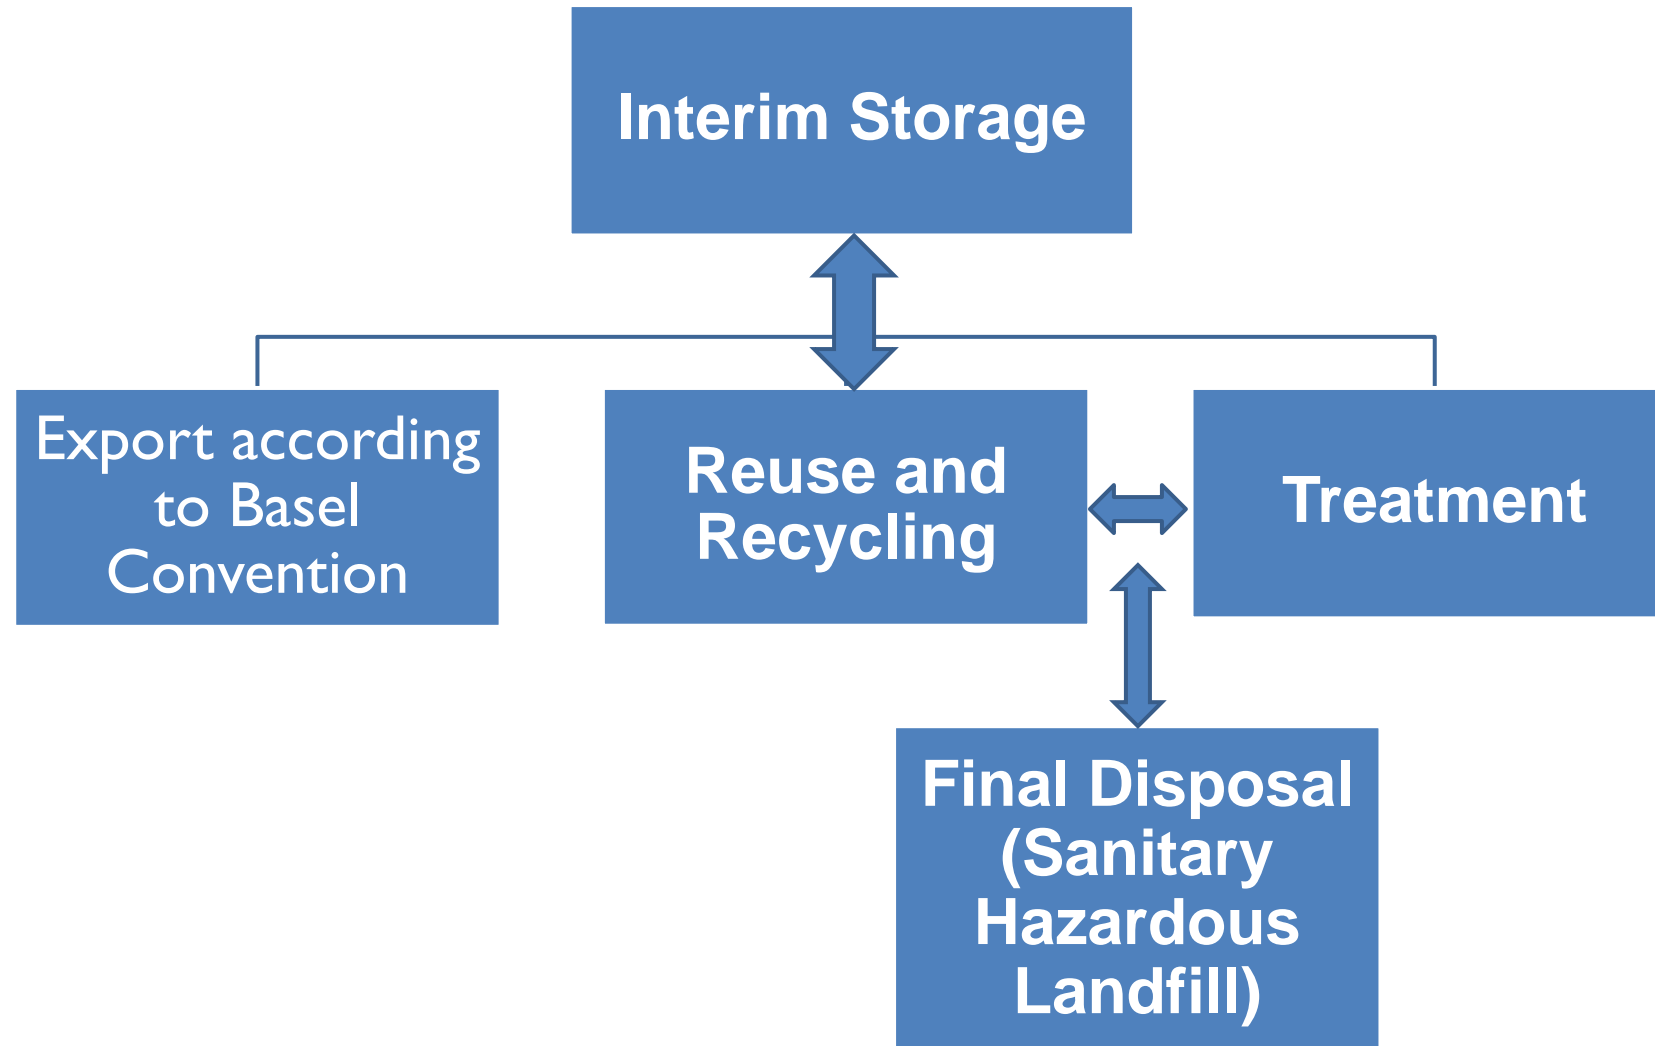 Interim Storage
Export according
to Basel
Convention
Reuse and
Recycling
Treatment
Final Disposal
(Sanitary
Hazardous
Landfill)